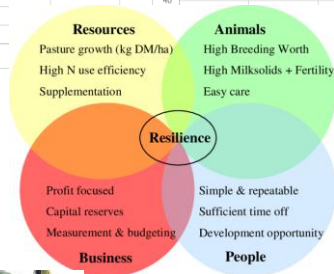 40
Resources
Pasture growth (kg DM/ha)
High N use efficiency
Supplementation
Animals
High Breeding Worth
High Milksolids + Fertility
Easy care
Resilience
Profit focused
Capital reserves
Measurement & budgeting
Business
Simple & repeatable
Sufficient time off
Development opportunity
People